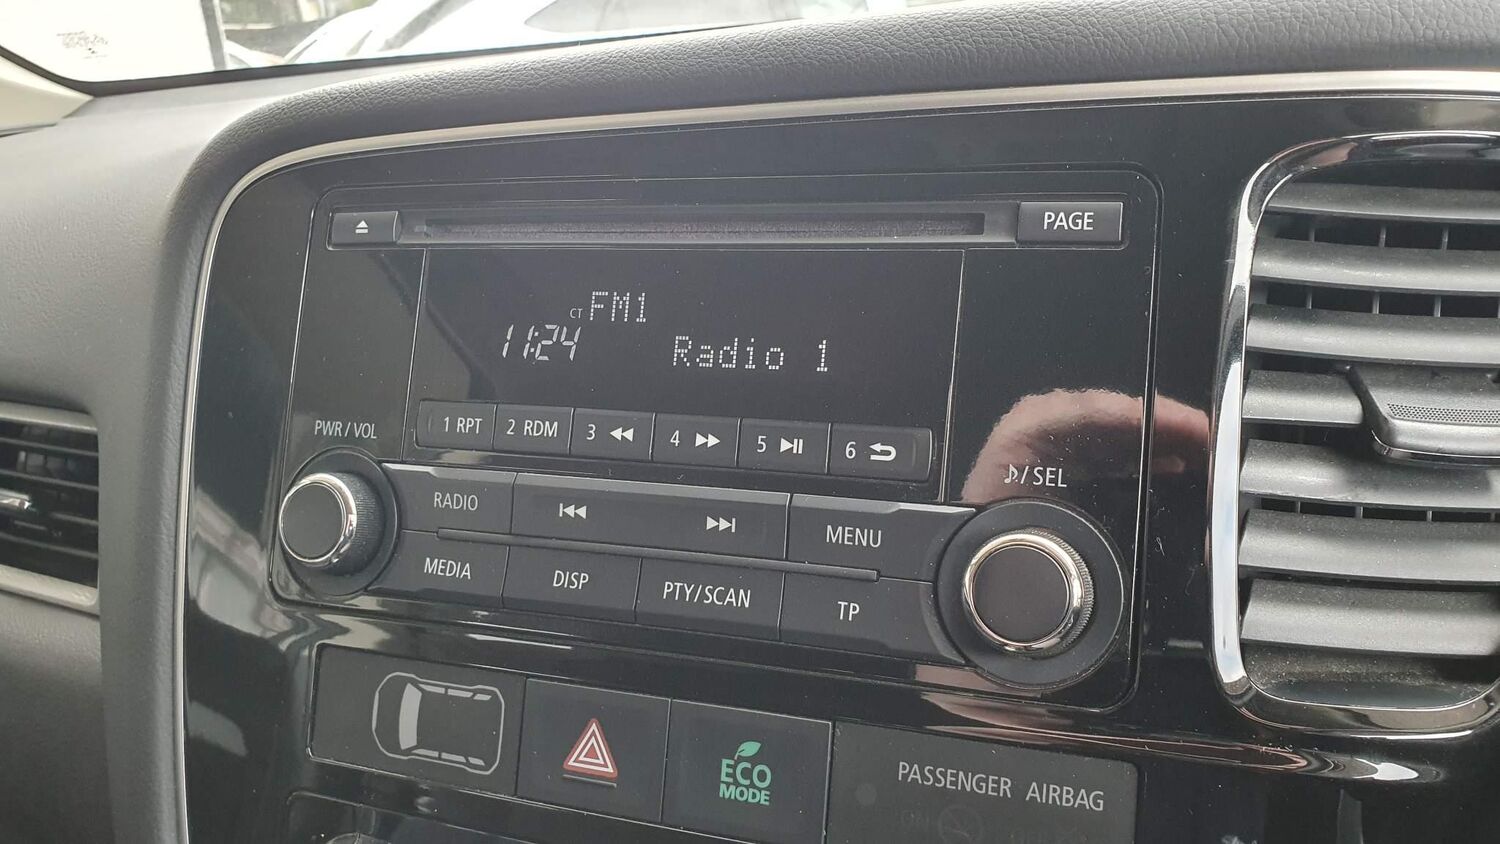 PAGE
CT FM1
11:24 Radio 1
1 RPT 2 RDM 3 4 5 6
PWR / VOL
♪/SEL
RADIO
MENU
MEDIA DISP PTY/SCAN TP
ECO
MODE
PASSENGER AIRBAG